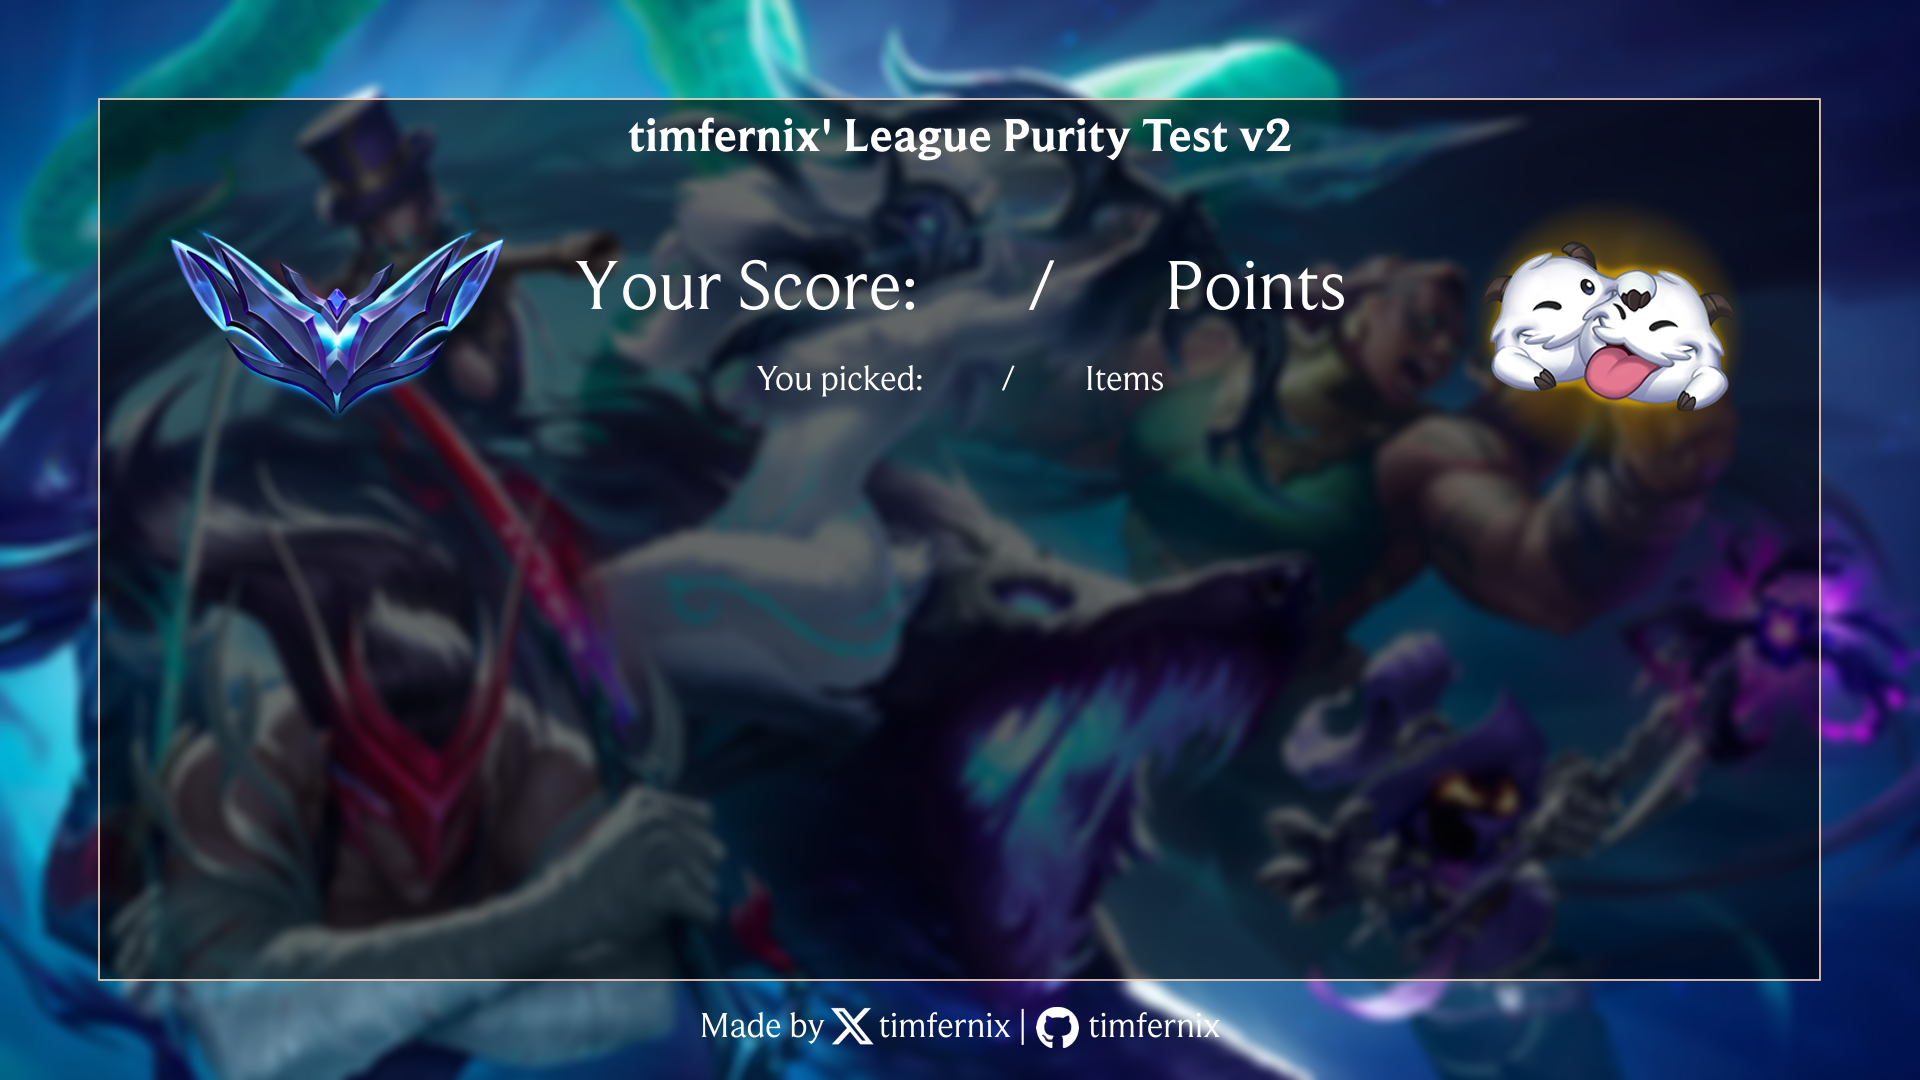 timfernix' League Purity Test v2
Your Score: / Points
You picked: / Items
Made by timfernix | timfernix